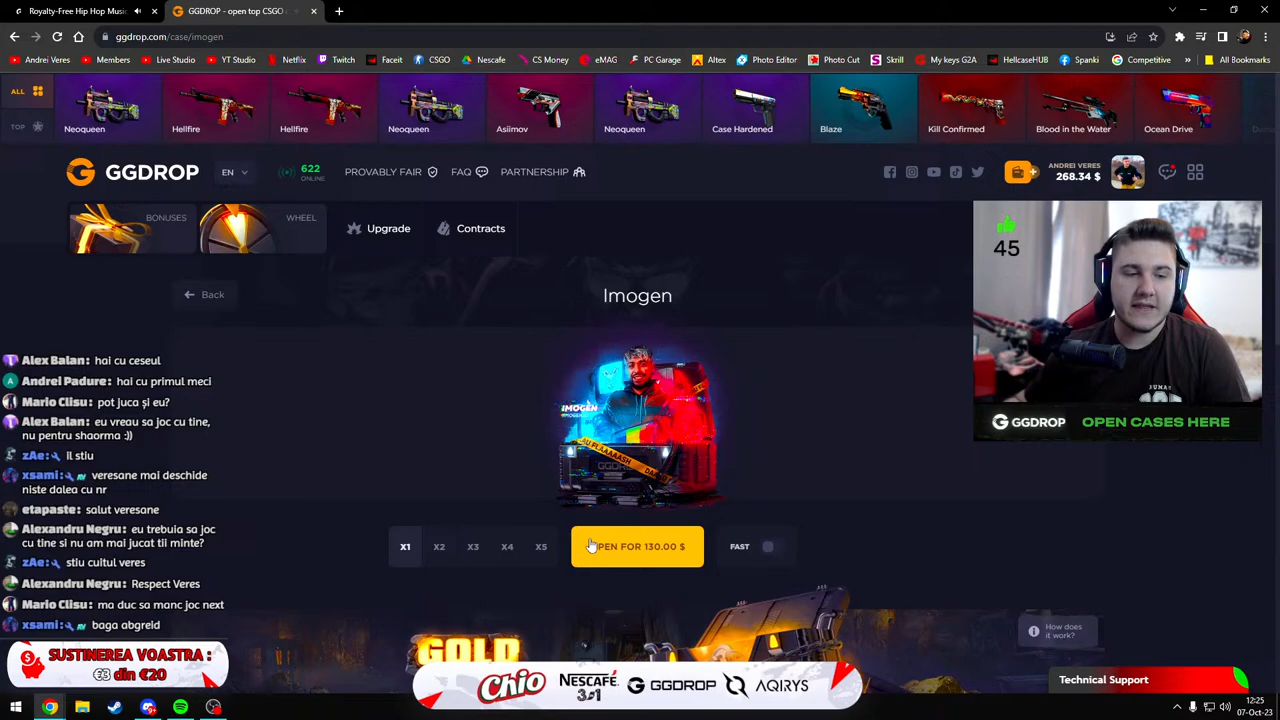 Royalty-Free Hip Hop Music
GGDROP - open top CSGO
ggdrop.com/case/imogen
Andrei Veres
Members
Live Studio
YT Studio
Netflix
Twitch
Faceit
CSGO
Nescafe
CS Money
eMAG
PC Garage
Altex
Photo Editor
Photo Cut
Skrill
My keys G2A
HellcaseHUB
Spanki
Competitive
»
All Bookmarks
ALL
TOP
Neoqueen
Hellfire
Hellfire
Neoqueen
Asiimov
Neoqueen
Case Hardened
Blaze
Kill Confirmed
Blood in the Water
Ocean Drive
GGDROP
EN
622
ONLINE
PROVABLY FAIR
FAQ
PARTNERSHIP
ANDREI VERES
268.34 $
BONUSES
WHEEL
Upgrade
Contracts
45
Back
Imogen
IMOGEN
GGDROP
Alex Balan: hai cu ceseul
Andrei Padure: hai cu primul meci
Mario Clisu: pot juca și eu?
Alex Balan: eu vreau sa joc cu tine,
nu pentru shaorma :))
zAe: il stiu
xsami: veresane mai deschide
niste dalea cu nr
etapaste: salut veresane
Alexandru Negru: eu trebuia sa joc
cu tine si nu am mai jucat tii minte?
zAe: stiu cuitul veres
Alexandru Negru: Respect Veres
Mario Clisu: ma duc sa manc joc next
xsami: baga abgreld
GGDROP OPEN CASES HERE
X1
X2
X3
X4
X5
PEN FOR 130.00 $
FAST
GOLD
How does
it work?
SUSTINEREA VOASTRA :
€3 din €20
Chio
NESCAFÉ
3in1
GGDROP
AQIRYS
Technical Support
12:25
07-Oct-23